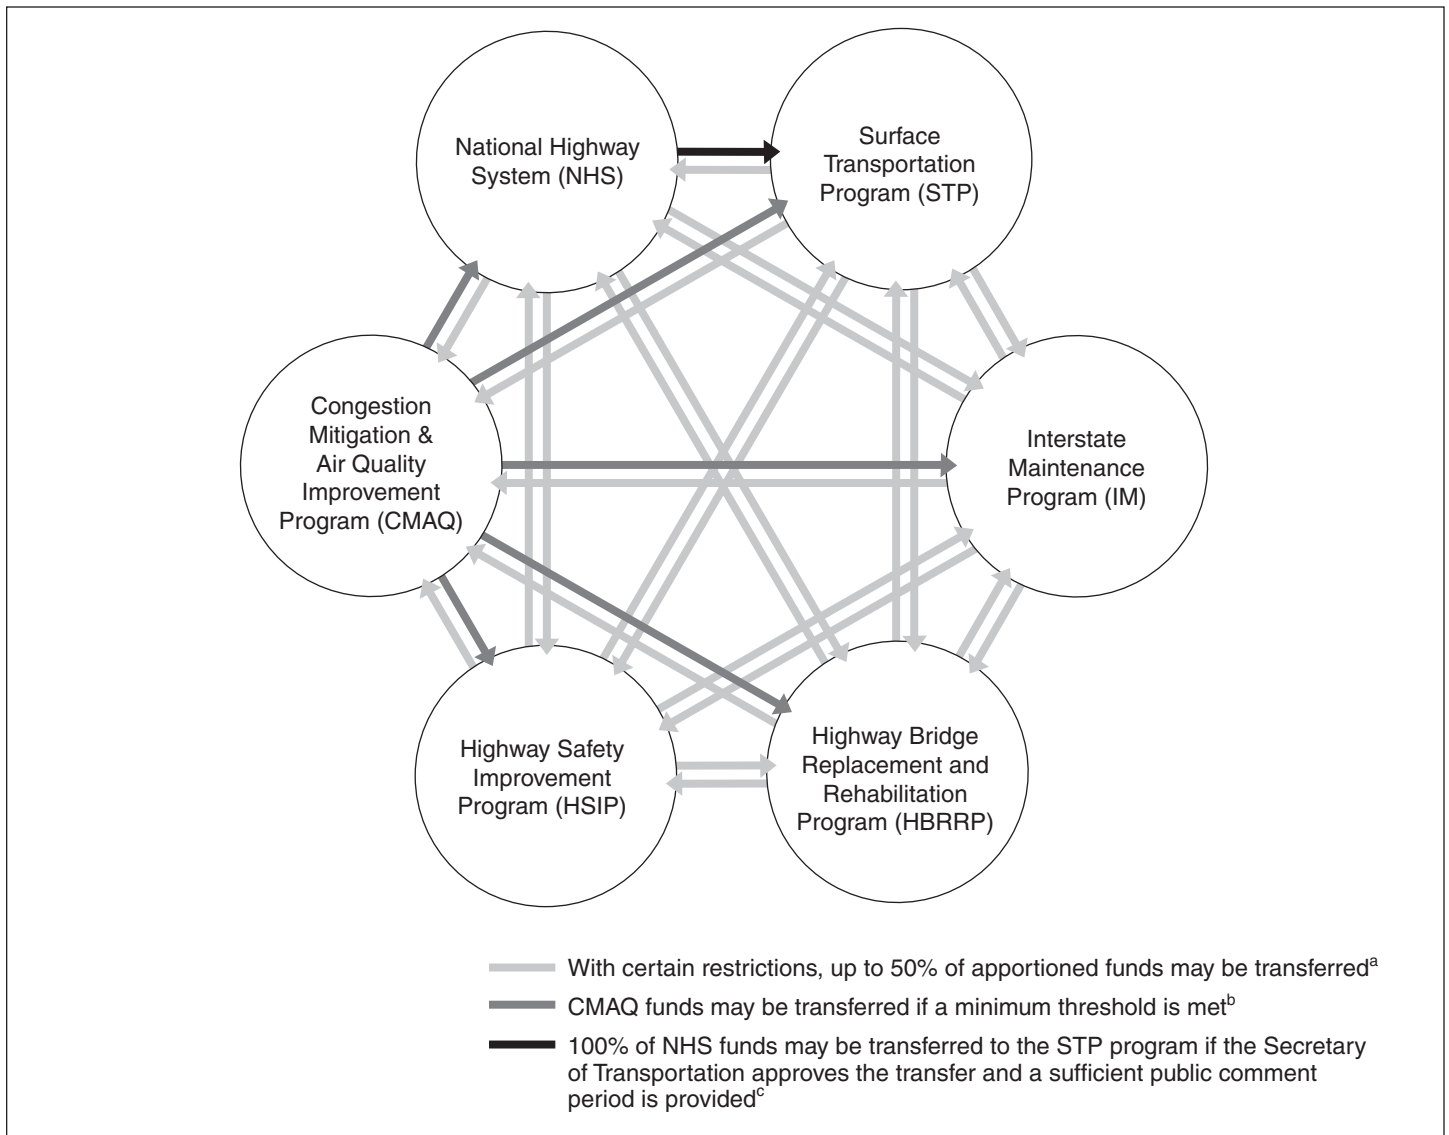 National Highway
System (NHS)
Surface
Transportation
Program (STP)
Congestion
Mitigation &
Air Quality
Improvement
Program (CMAQ)
Interstate
Maintenance
Program (IM)
Highway Safety
Improvement
Program (HSIP)
Highway Bridge
Replacement and
Rehabilitation
Program (HBRRP)
With certain restrictions, up to 50% of apportioned funds may be transferredᵃ
CMAQ funds may be transferred if a minimum threshold is metᵇ
100% of NHS funds may be transferred to the STP program if the Secretary
of Transportation approves the transfer and a sufficient public comment
period is providedᶜ